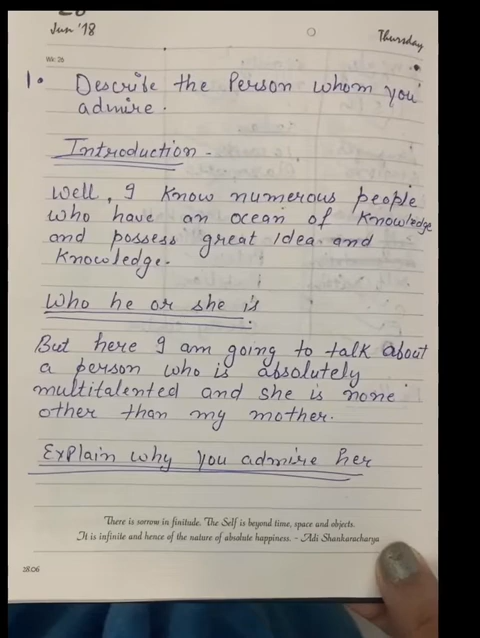 Jun '18
Thursday
Wk 26
1. Describe the Person whom you
admire.
Introduction -
Well, I know numerous people
who have an ocean of knowledge
and possess great idea and
knowledge.
Who he or she is
But here I am going to talk about
a person who is absolutely
multitalented and she is none
other than my mother.
Explain why you admire her
There is sorrow in finitude. The Self is beyond time, space and objects.
It is infinite and hence of the nature of absolute happiness. - Adi Shankaracharya
28.06